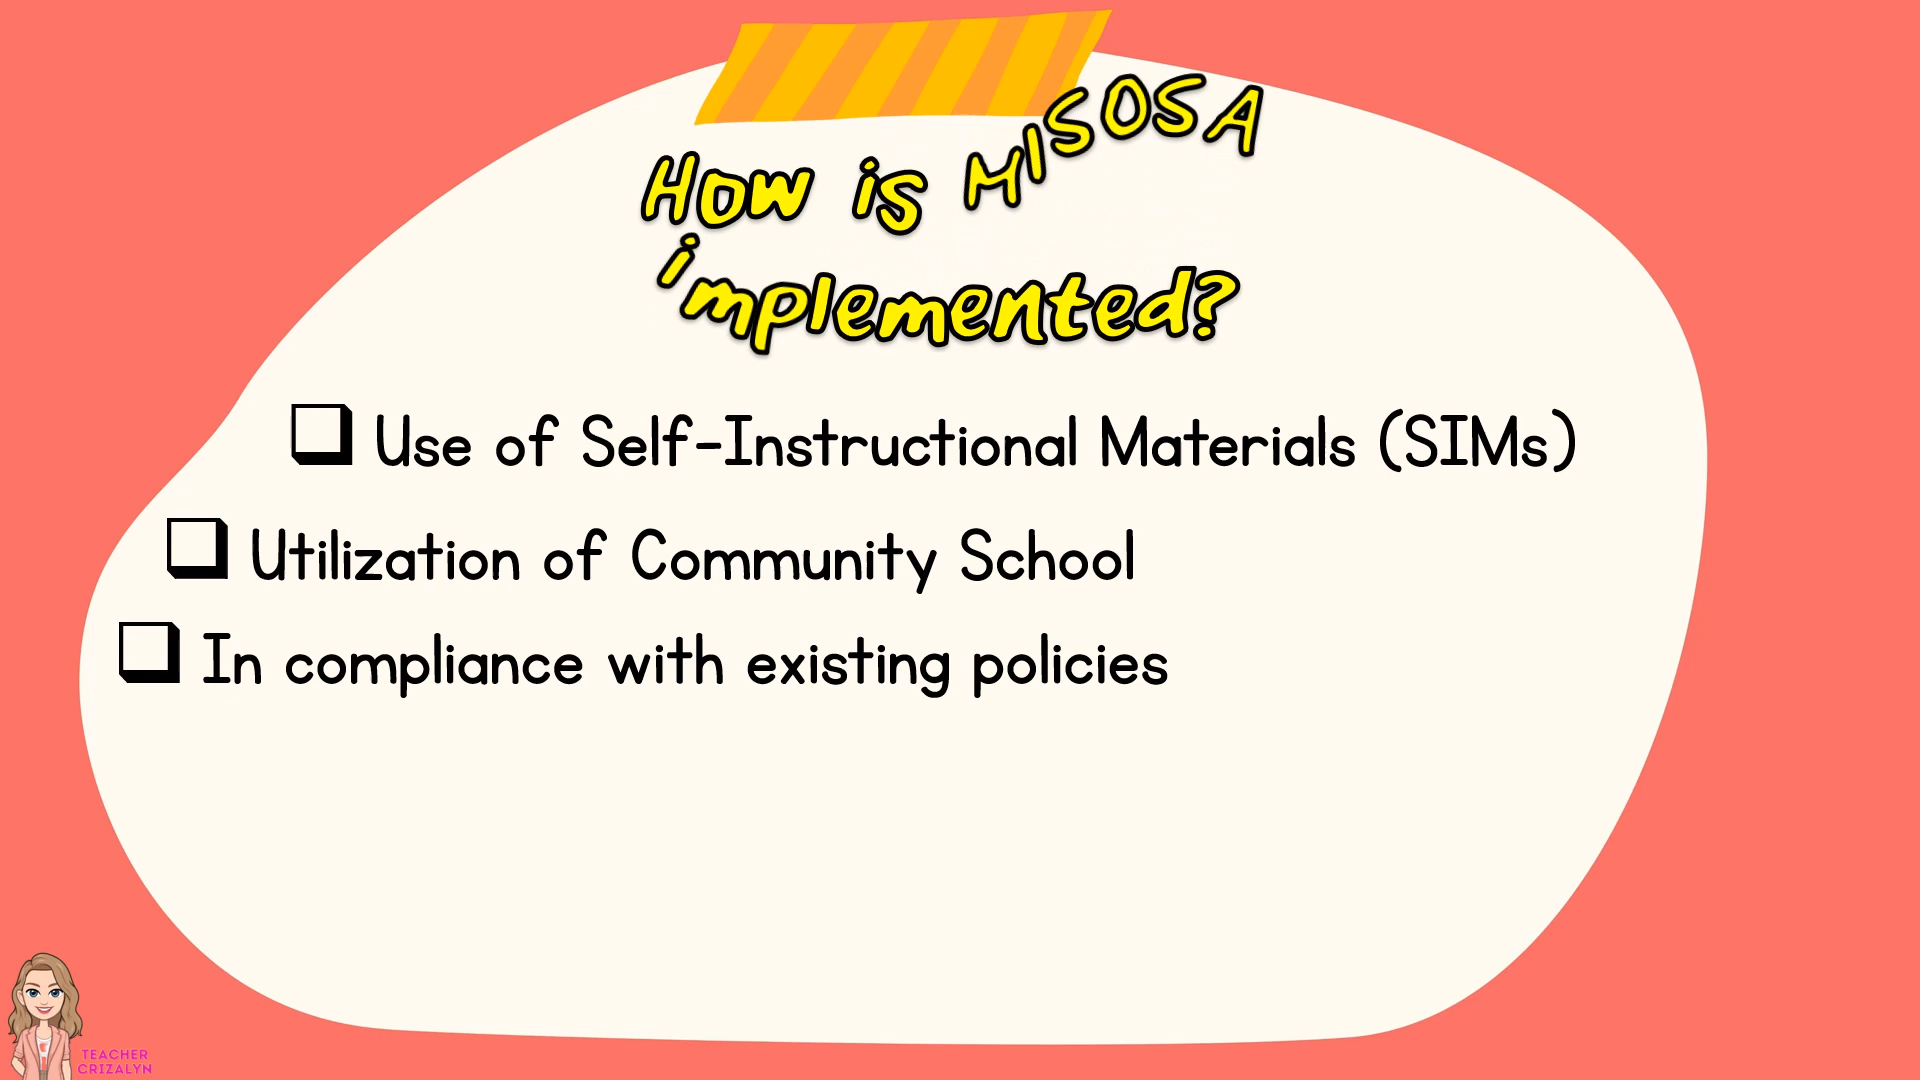 How is MISOSA
implemented?
Use of Self-Instructional Materials (SIMs)
Utilization of Community School
In compliance with existing policies
TEACHER
CRIZALYN